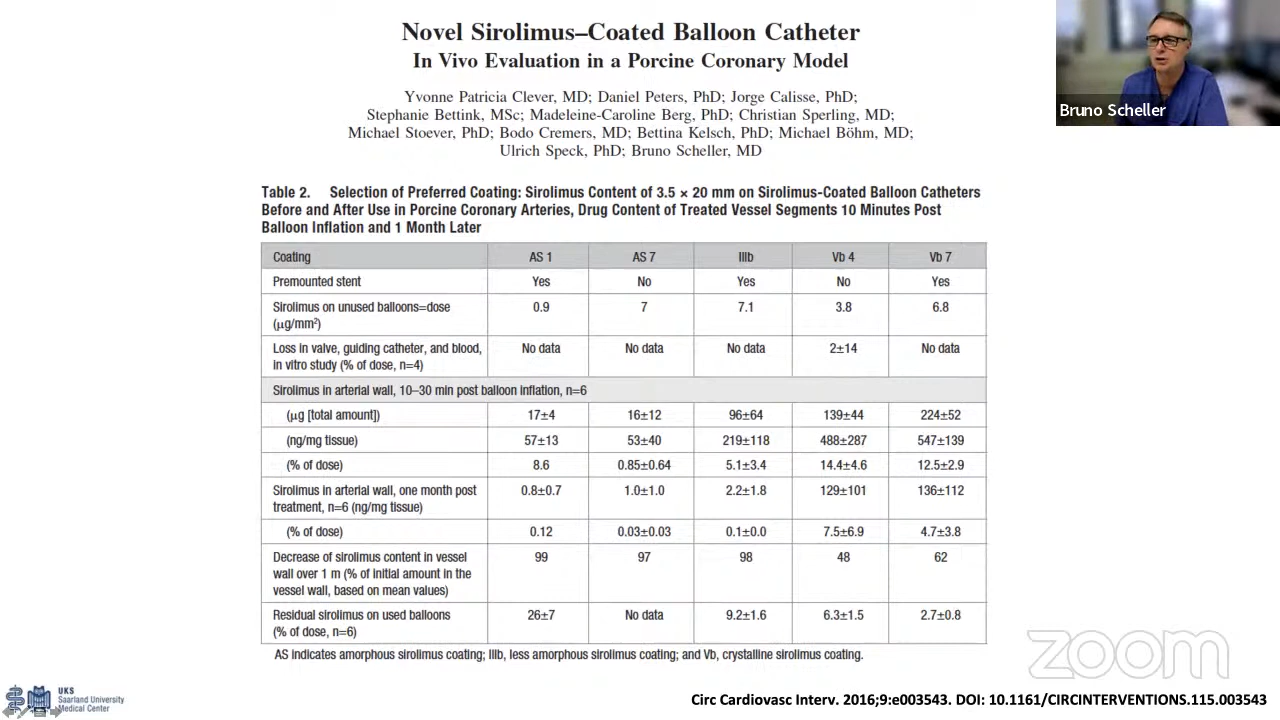 Novel Sirolimus–Coated Balloon Catheter
In Vivo Evaluation in a Porcine Coronary Model
Yvonne Patricia Clever, MD; Daniel Peters, PhD; Jorge Calisse, PhD;
Stephanie Bettink, MSc; Madeleine-Caroline Berg, PhD; Christian Sperling, MD;
Michael Stoever, PhD; Bodo Cremers, MD; Bettina Kelsch, PhD; Michael Böhm, MD;
Ulrich Speck, PhD; Bruno Scheller, MD
Bruno Scheller
Table 2. Selection of Preferred Coating: Sirolimus Content of 3.5 × 20 mm on Sirolimus-Coated Balloon Catheters
Before and After Use in Porcine Coronary Arteries, Drug Content of Treated Vessel Segments 10 Minutes Post
Balloon Inflation and 1 Month Later
Coating AS 1 AS 7 IIIb Vb 4 Vb 7
Premounted stent Yes No Yes No Yes
Sirolimus on unused balloons=dose 0.9 7 7.1 3.8 6.8
(µg/mm²)
Loss in valve, guiding catheter, and blood, No data No data No data 2±14 No data
in vitro study (% of dose, n=4)
Sirolimus in arterial wall, 10–30 min post balloon inflation, n=6
(µg [total amount]) 17±4 16±12 96±64 139±44 224±52
(ng/mg tissue) 57±13 53±40 219±118 488±287 547±139
(% of dose) 8.6 0.85±0.64 5.1±3.4 14.4±4.6 12.5±2.9
Sirolimus in arterial wall, one month post 0.8±0.7 1.0±1.0 2.2±1.8 129±101 136±112
treatment, n=6 (ng/mg tissue)
(% of dose) 0.12 0.03±0.03 0.1±0.0 7.5±6.9 4.7±3.8
Decrease of sirolimus content in vessel 99 97 98 48 62
wall over 1 m (% of initial amount in the
vessel wall, based on mean values)
Residual sirolimus on used balloons 26±7 No data 9.2±1.6 6.3±1.5 2.7±0.8
(% of dose, n=6)
AS indicates amorphous sirolimus coating; IIIb, less amorphous sirolimus coating; and Vb, crystalline sirolimus coating.
zoom
UKS
Saarland University
Medical Center
Circ Cardiovasc Interv. 2016;9:e003543. DOI: 10.1161/CIRCINTERVENTIONS.115.003543